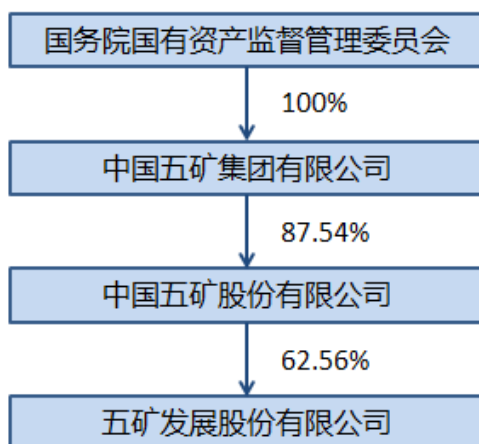 国务院国有资产监督管理委员会
100%
中国五矿集团有限公司
87.54%
中国五矿股份有限公司
62.56%
五矿发展股份有限公司